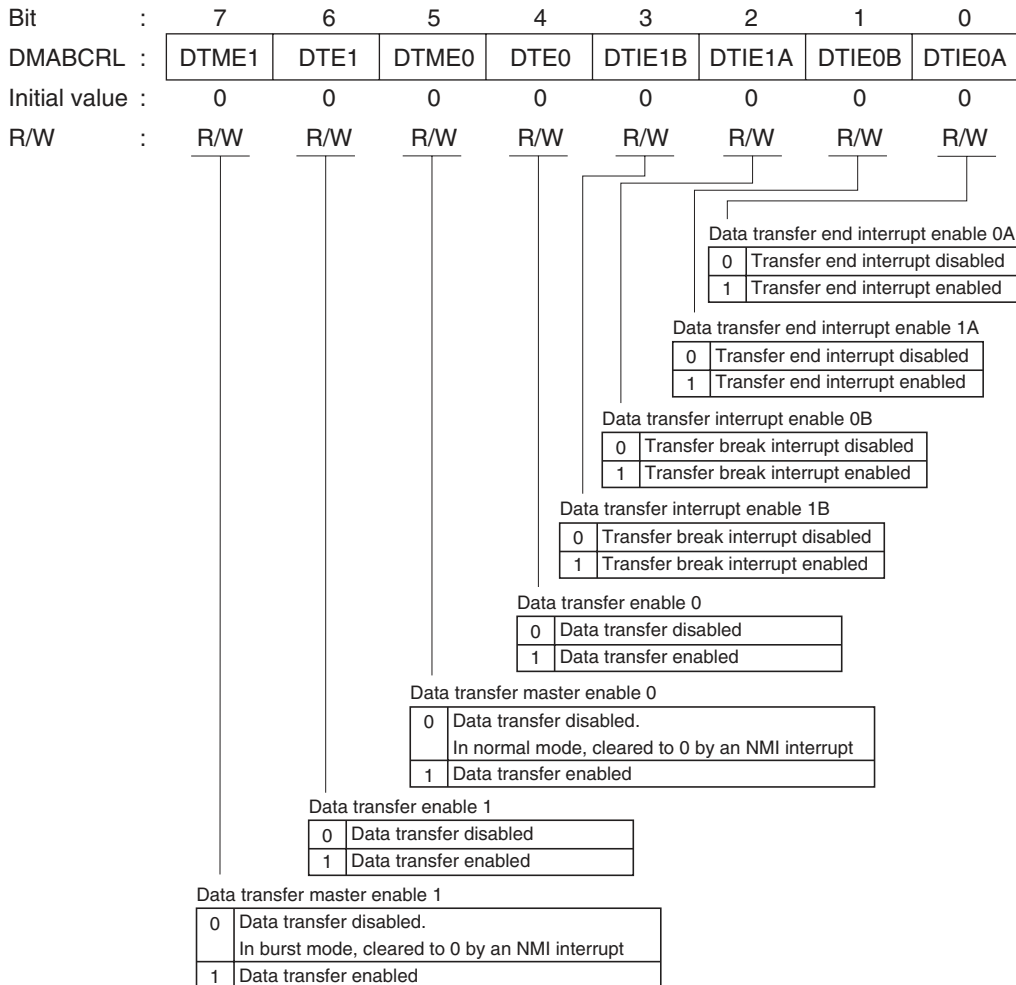 Bit : 7 6 5 4 3 2 1 0
DMABCRL : DTME1 DTE1 DTME0 DTE0 DTIE1B DTIE1A DTIE0B DTIE0A
Initial value : 0 0 0 0 0 0 0 0
R/W : R/W R/W R/W R/W R/W R/W R/W R/W
Data transfer end interrupt enable 0A
0 Transfer end interrupt disabled
1 Transfer end interrupt enabled
Data transfer end interrupt enable 1A
0 Transfer end interrupt disabled
1 Transfer end interrupt enabled
Data transfer interrupt enable 0B
0 Transfer break interrupt disabled
1 Transfer break interrupt enabled
Data transfer interrupt enable 1B
0 Transfer break interrupt disabled
1 Transfer break interrupt enabled
Data transfer enable 0
0 Data transfer disabled
1 Data transfer enabled
Data transfer master enable 0
0 Data transfer disabled.
In normal mode, cleared to 0 by an NMI interrupt
1 Data transfer enabled
Data transfer enable 1
0 Data transfer disabled
1 Data transfer enabled
Data transfer master enable 1
0 Data transfer disabled.
In burst mode, cleared to 0 by an NMI interrupt
1 Data transfer enabled